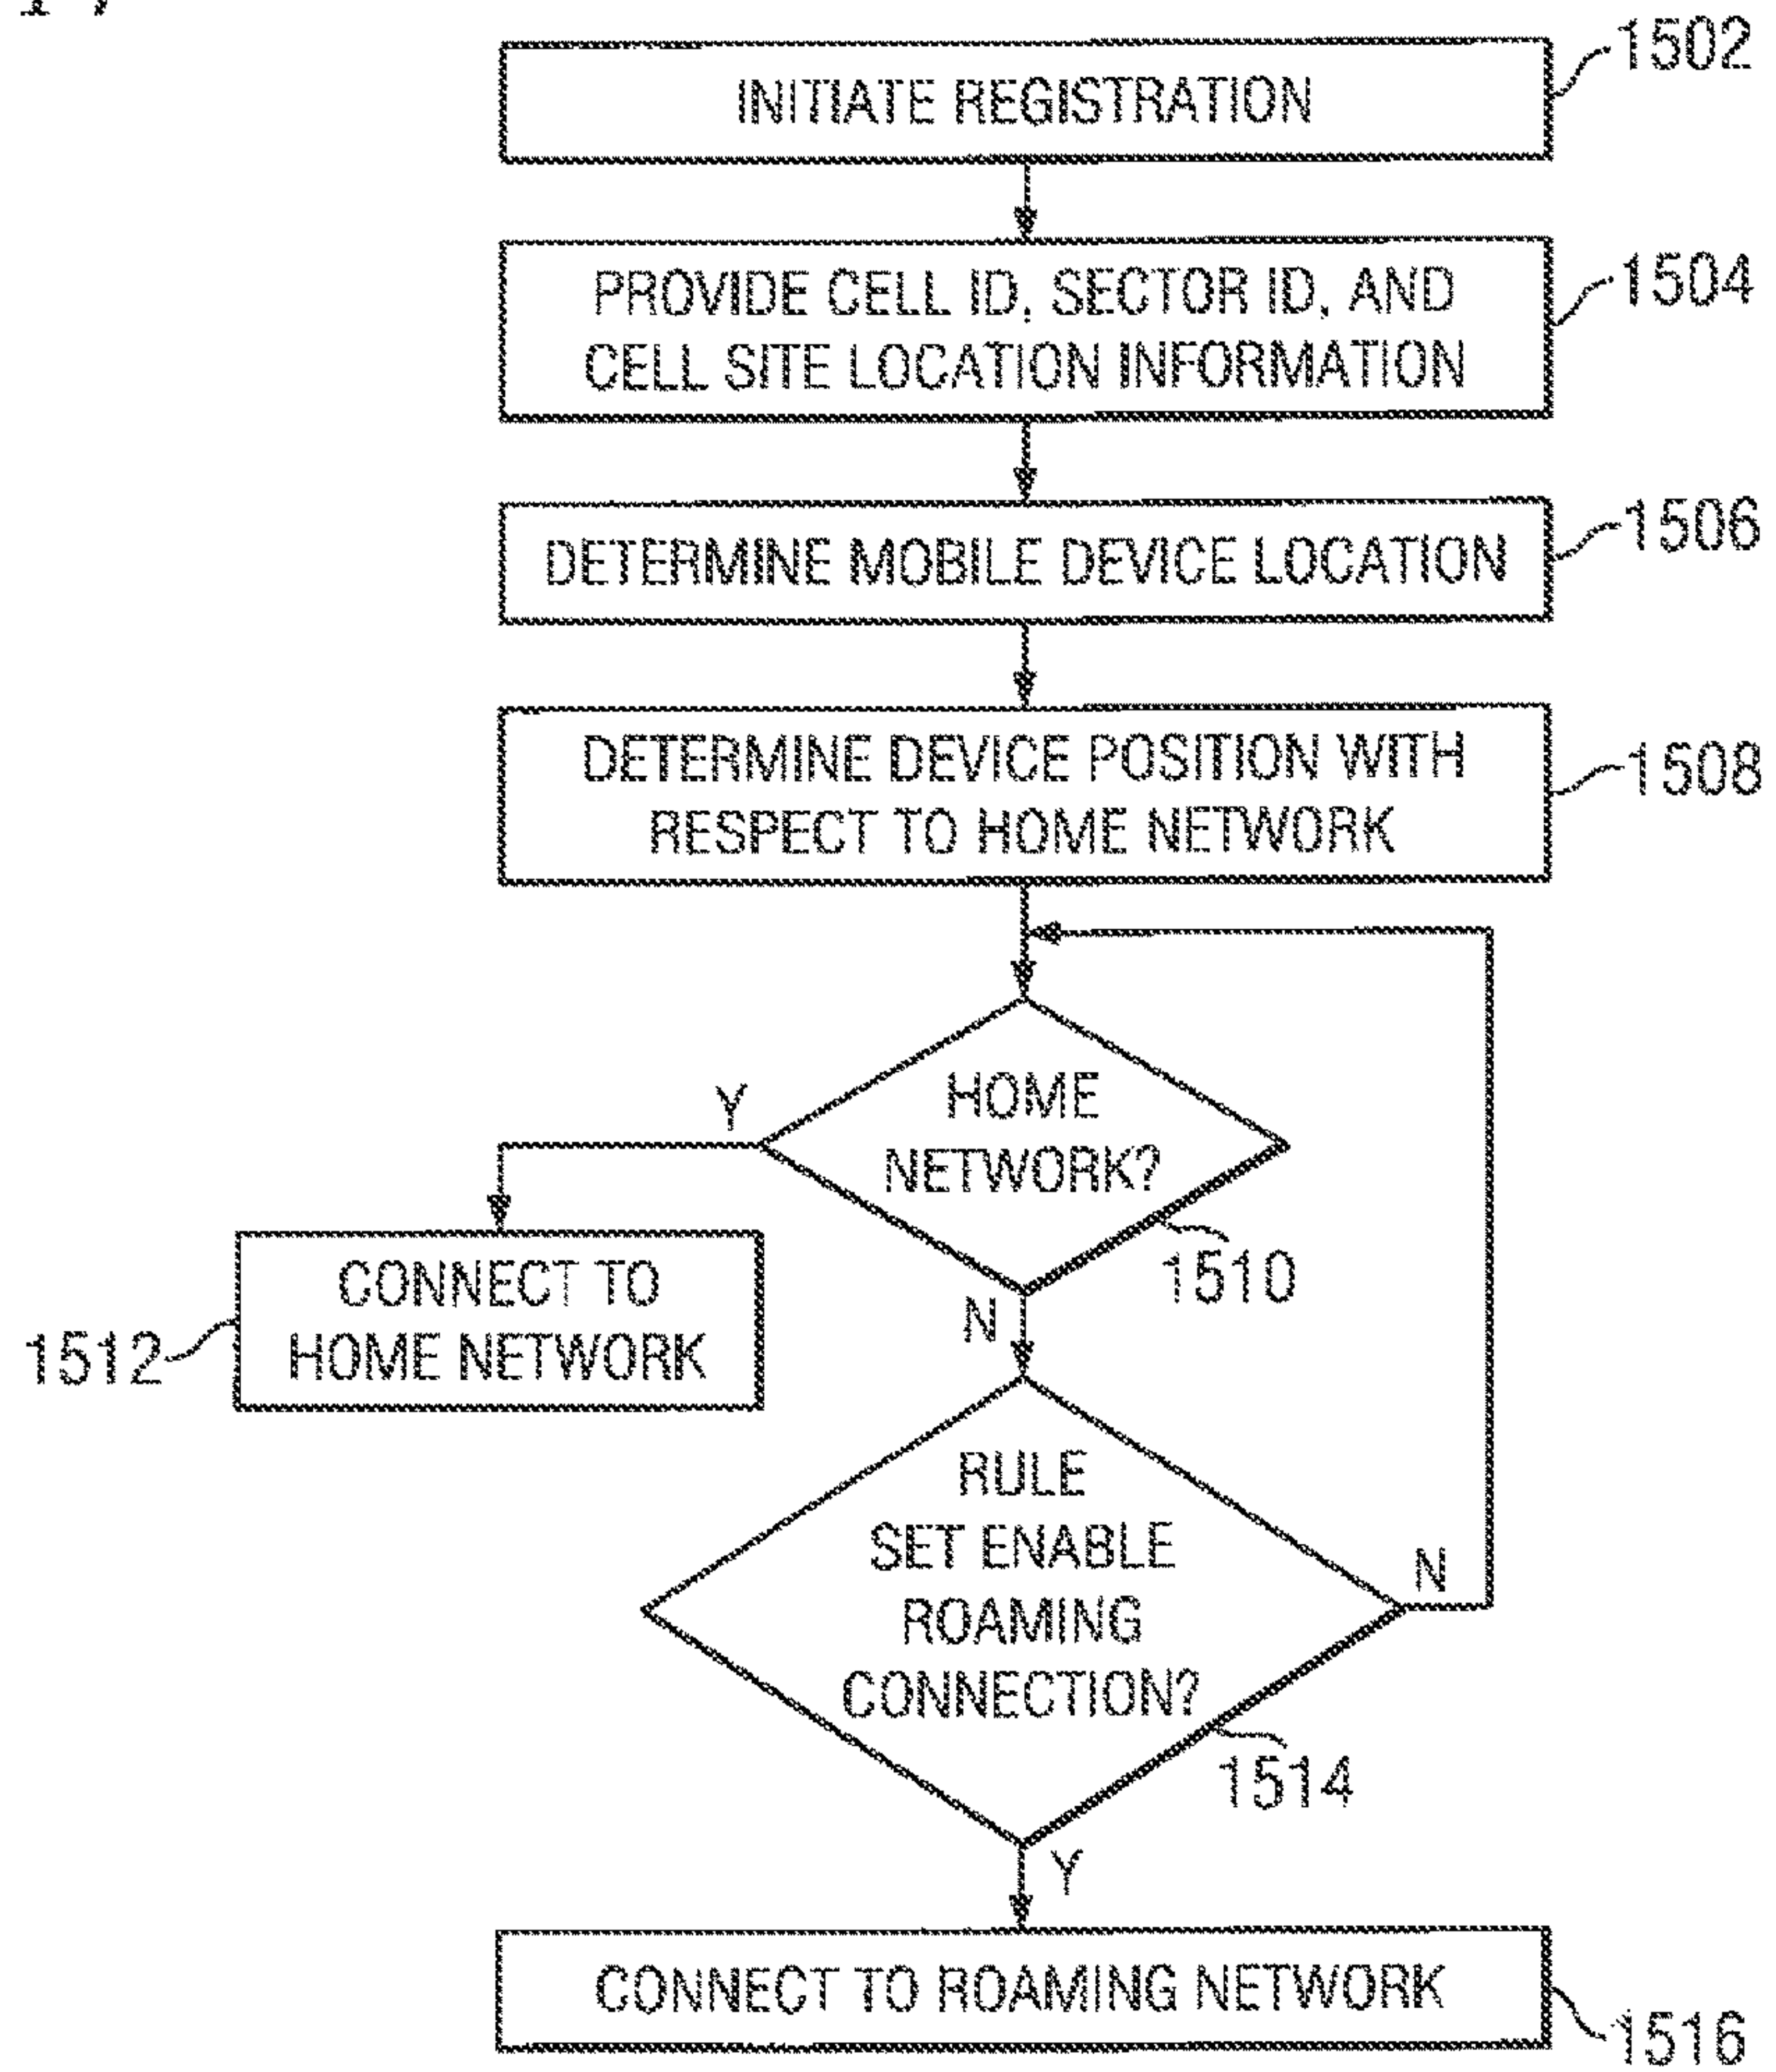 INITIATE REGISTRATION
1502
PROVIDE CELL ID, SECTOR ID, AND
CELL SITE LOCATION INFORMATION
1504
DETERMINE MOBILE DEVICE LOCATION
1506
DETERMINE DEVICE POSITION WITH
RESPECT TO HOME NETWORK
1508
HOME
NETWORK?
1510
Y
N
CONNECT TO
HOME NETWORK
1512
RULE
SET ENABLE
ROAMING
CONNECTION?
1514
N
Y
CONNECT TO ROAMING NETWORK
1516